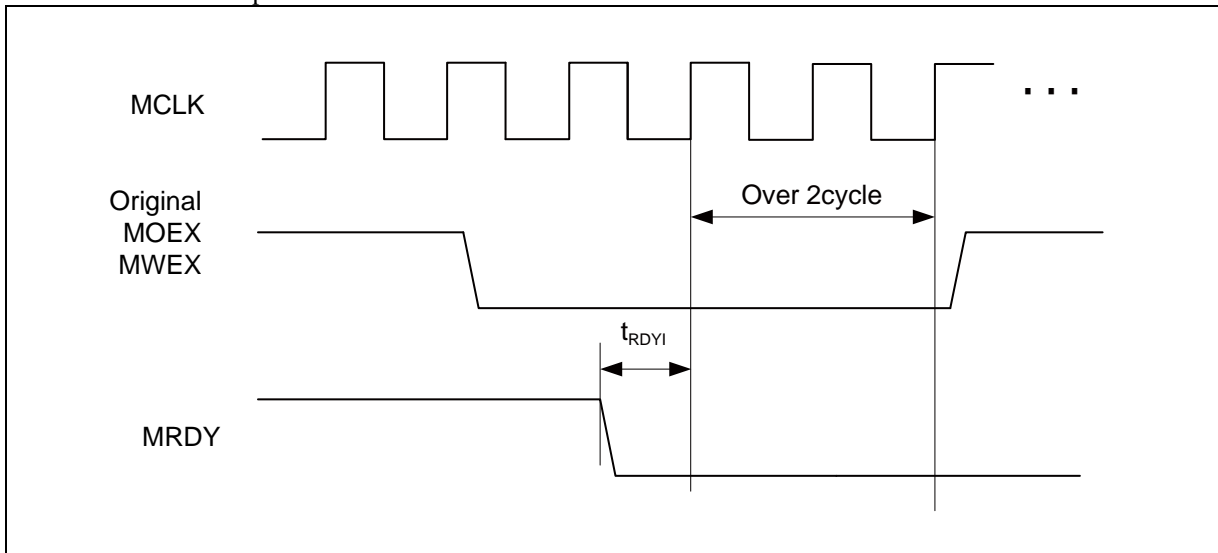 MCLK
. . .
Original
MOEX
MWEX
Over 2cycle
tRDYI
MRDY